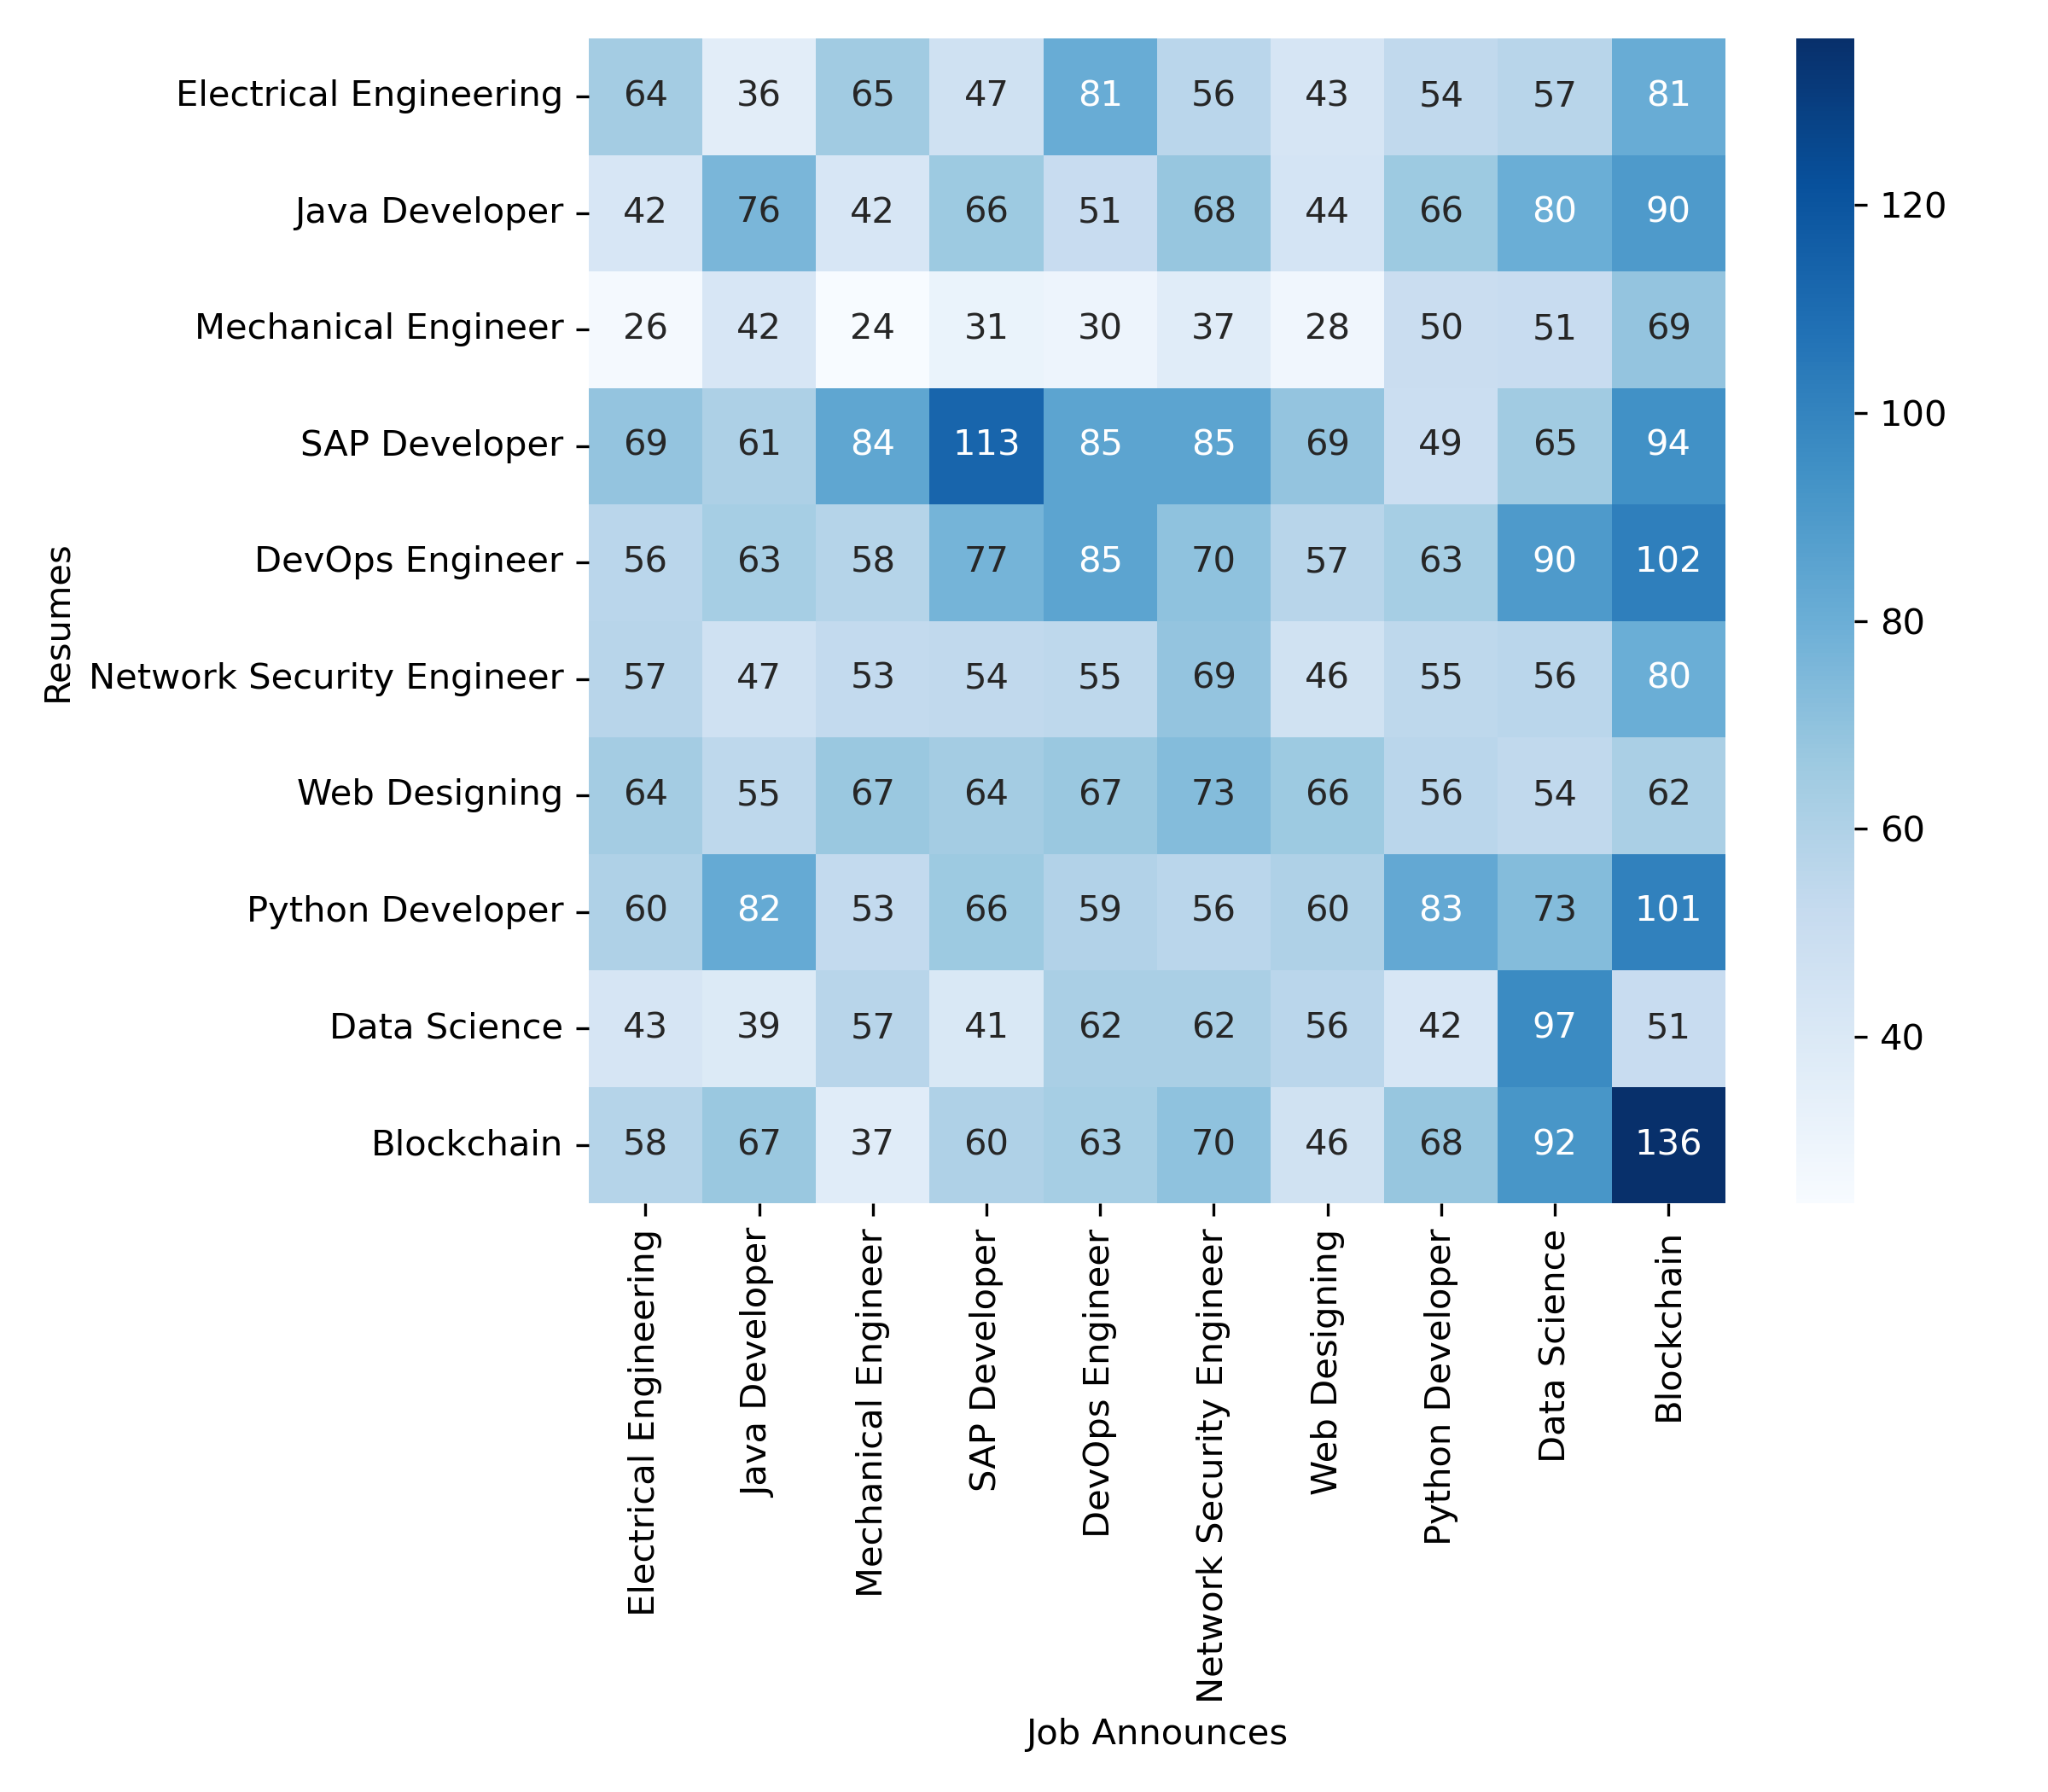 Electrical Engineering 64 36 65 47 81 56 43 54 57 81
Java Developer 42 76 42 66 51 68 44 66 80 90
Mechanical Engineer 26 42 24 31 30 37 28 50 51 69
SAP Developer 69 61 84 113 85 85 69 49 65 94
DevOps Engineer 56 63 58 77 85 70 57 63 90 102
Network Security Engineer 57 47 53 54 55 69 46 55 56 80
Web Designing 64 55 67 64 67 73 66 56 54 62
Python Developer 60 82 53 66 59 56 60 83 73 101
Data Science 43 39 57 41 62 62 56 42 97 51
Blockchain 58 67 37 60 63 70 46 68 92 136
Resumes
Electrical Engineering
Java Developer
Mechanical Engineer
SAP Developer
DevOps Engineer
Network Security Engineer
Web Designing
Python Developer
Data Science
Blockchain
Job Announces
120
100
80
60
40